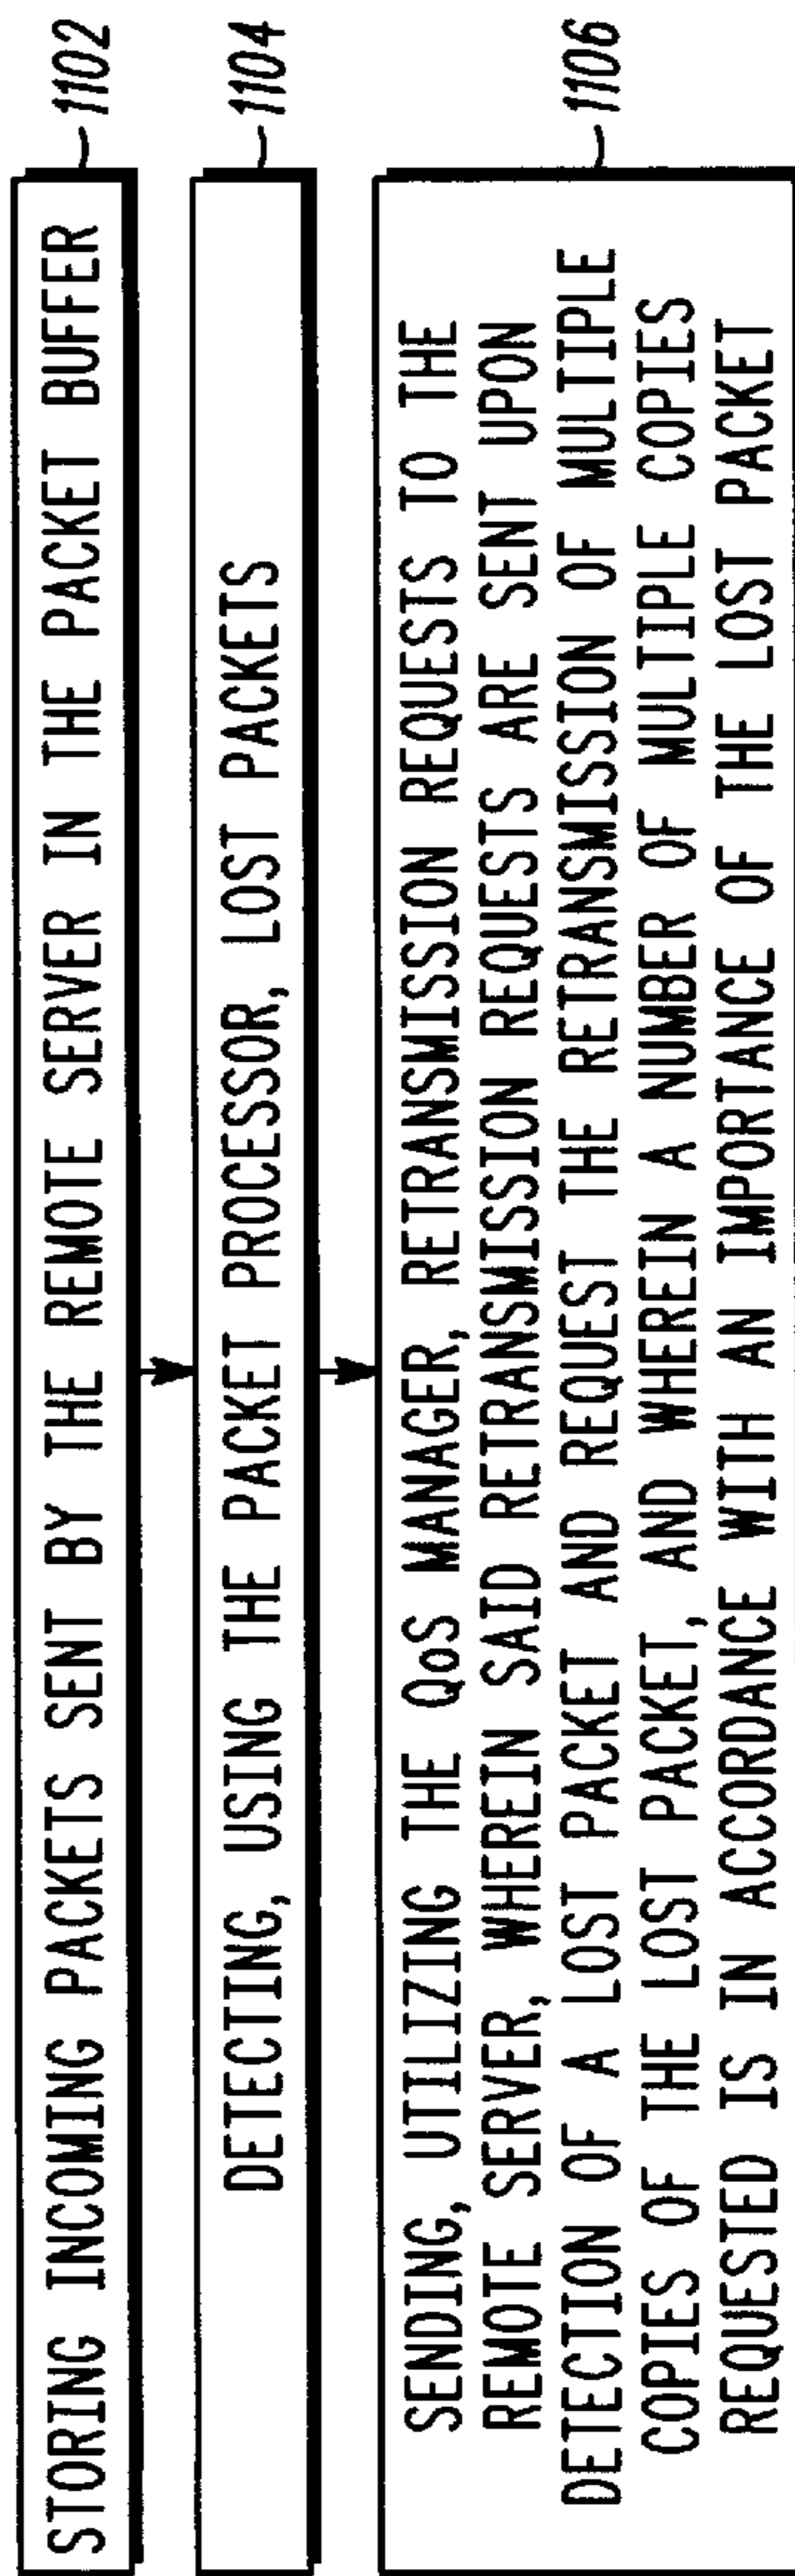 STORING INCOMING PACKETS SENT BY THE REMOTE SERVER IN THE PACKET BUFFER
1102
DETECTING, USING THE PACKET PROCESSOR, LOST PACKETS
1104
SENDING, UTILIZING THE QoS MANAGER, RETRANSMISSION REQUESTS TO THE
REMOTE SERVER, WHEREIN SAID RETRANSMISSION REQUESTS ARE SENT UPON
DETECTION OF A LOST PACKET AND REQUEST THE RETRANSMISSION OF MULTIPLE
COPIES OF THE LOST PACKET, AND WHEREIN A NUMBER OF MULTIPLE COPIES
REQUESTED IS IN ACCORDANCE WITH AN IMPORTANCE OF THE LOST PACKET
1106